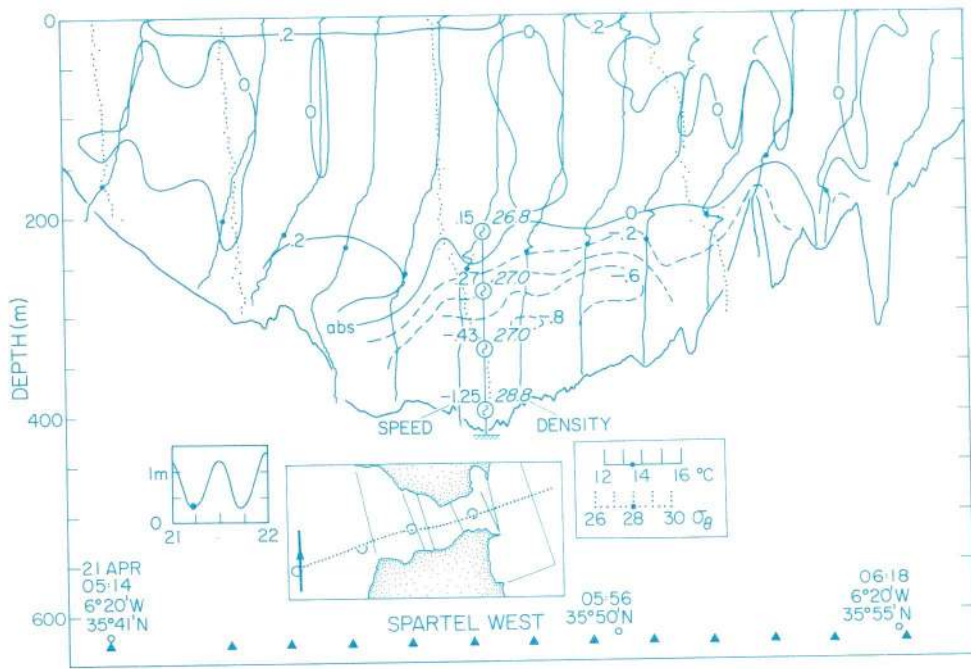 0
.2
0
.2
0
0
0
0
0
200
.15 26.8
0
.2
-.2
.27 27.0
-.6
abs
-.8
-.43 27.0
DEPTH (m)
-1.25 28.8
400
SPEED DENSITY
1m
0
21 22
12 14 16 °C
26 28 30 σθ
21 APR
05:14
6°20'W
35°41'N
SPARTEL WEST
05:56
35°50'N
06:18
6°20'W
35°55'N
600